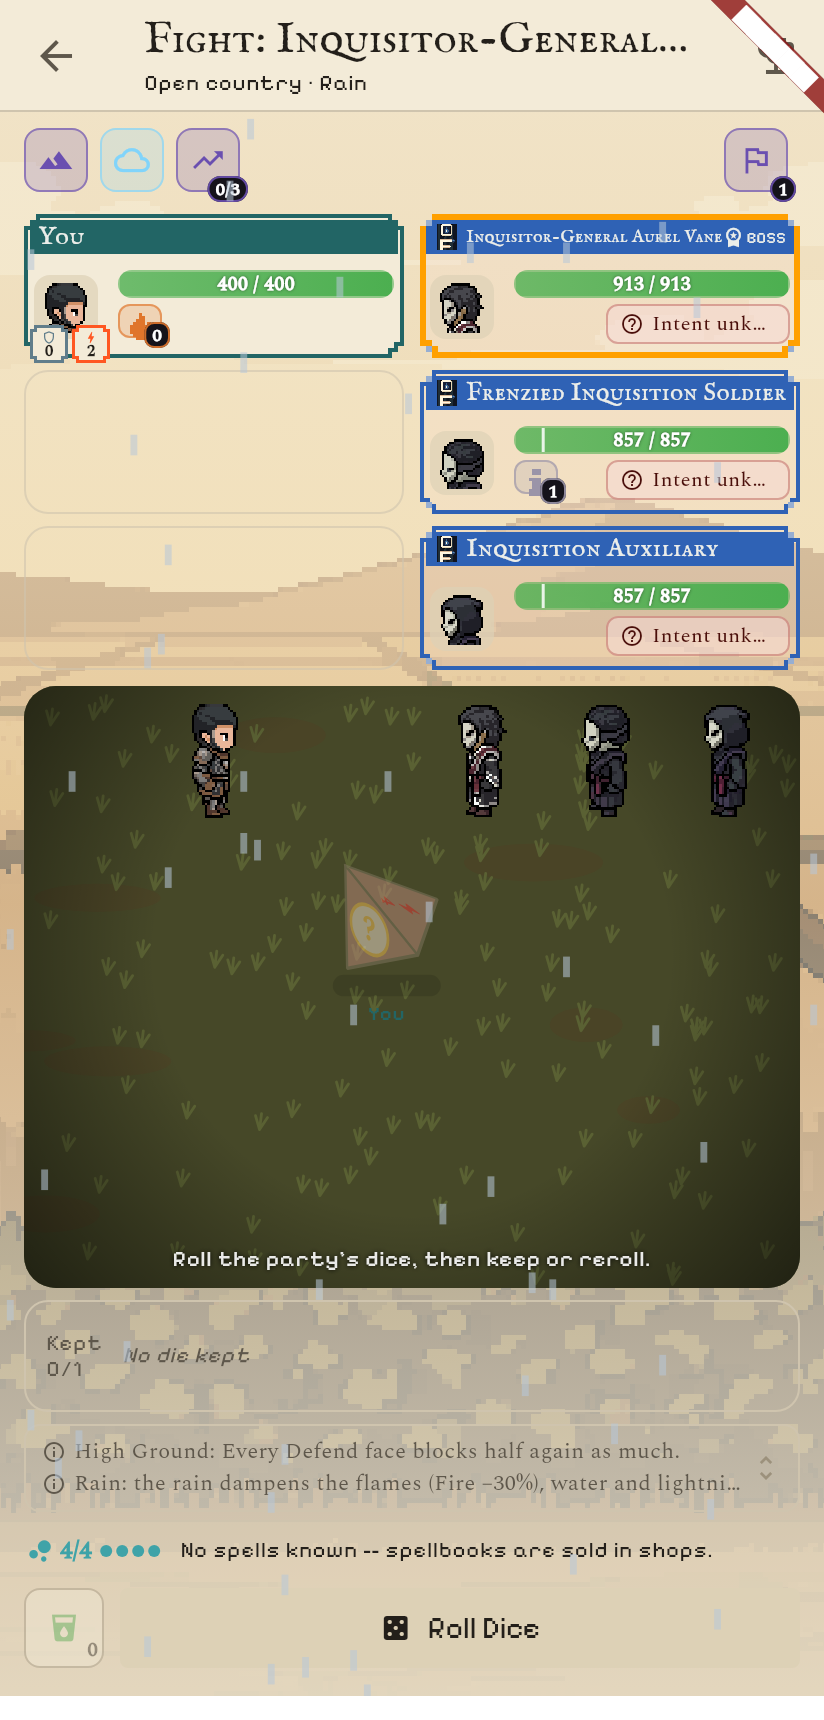 Fight: Inquisitor-General...
Open country · Rain
0/3
1
You
400 / 400
0
0
2
Inquisitor-General Aurel Vane BOSS
913 / 913
Intent unk...
Frenzied Inquisition Soldier
857 / 857
1
Intent unk...
Inquisition Auxiliary
857 / 857
Intent unk...
?
You
Roll the party's dice, then keep or reroll.
Kept
0/1
No die kept
High Ground: Every Defend face blocks half again as much.
Rain: the rain dampens the flames (Fire −30%), water and lightni...
4/4
No spells known -- spellbooks are sold in shops.
0
Roll Dice